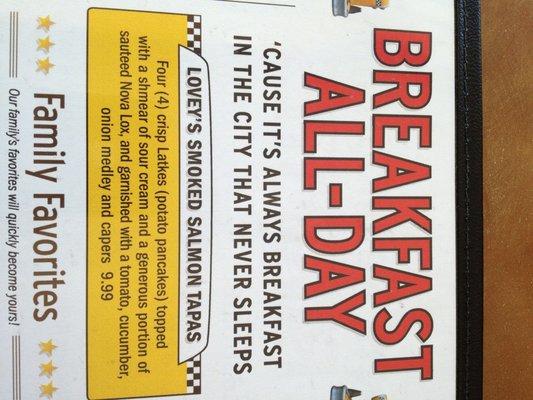 BREAKFAST
ALL-DAY
'CAUSE IT'S ALWAYS BREAKFAST
IN THE CITY THAT NEVER SLEEPS
LOVEY'S SMOKED SALMON TAPAS
Four (4) crisp Latkes (potato pancakes) topped
with a shmear of sour cream and a generous portion of
sauteed Nova Lox, and garnished with a tomato, cucumber,
onion medley and capers 9.99
Family Favorites
Our family's favorites will quickly become yours!